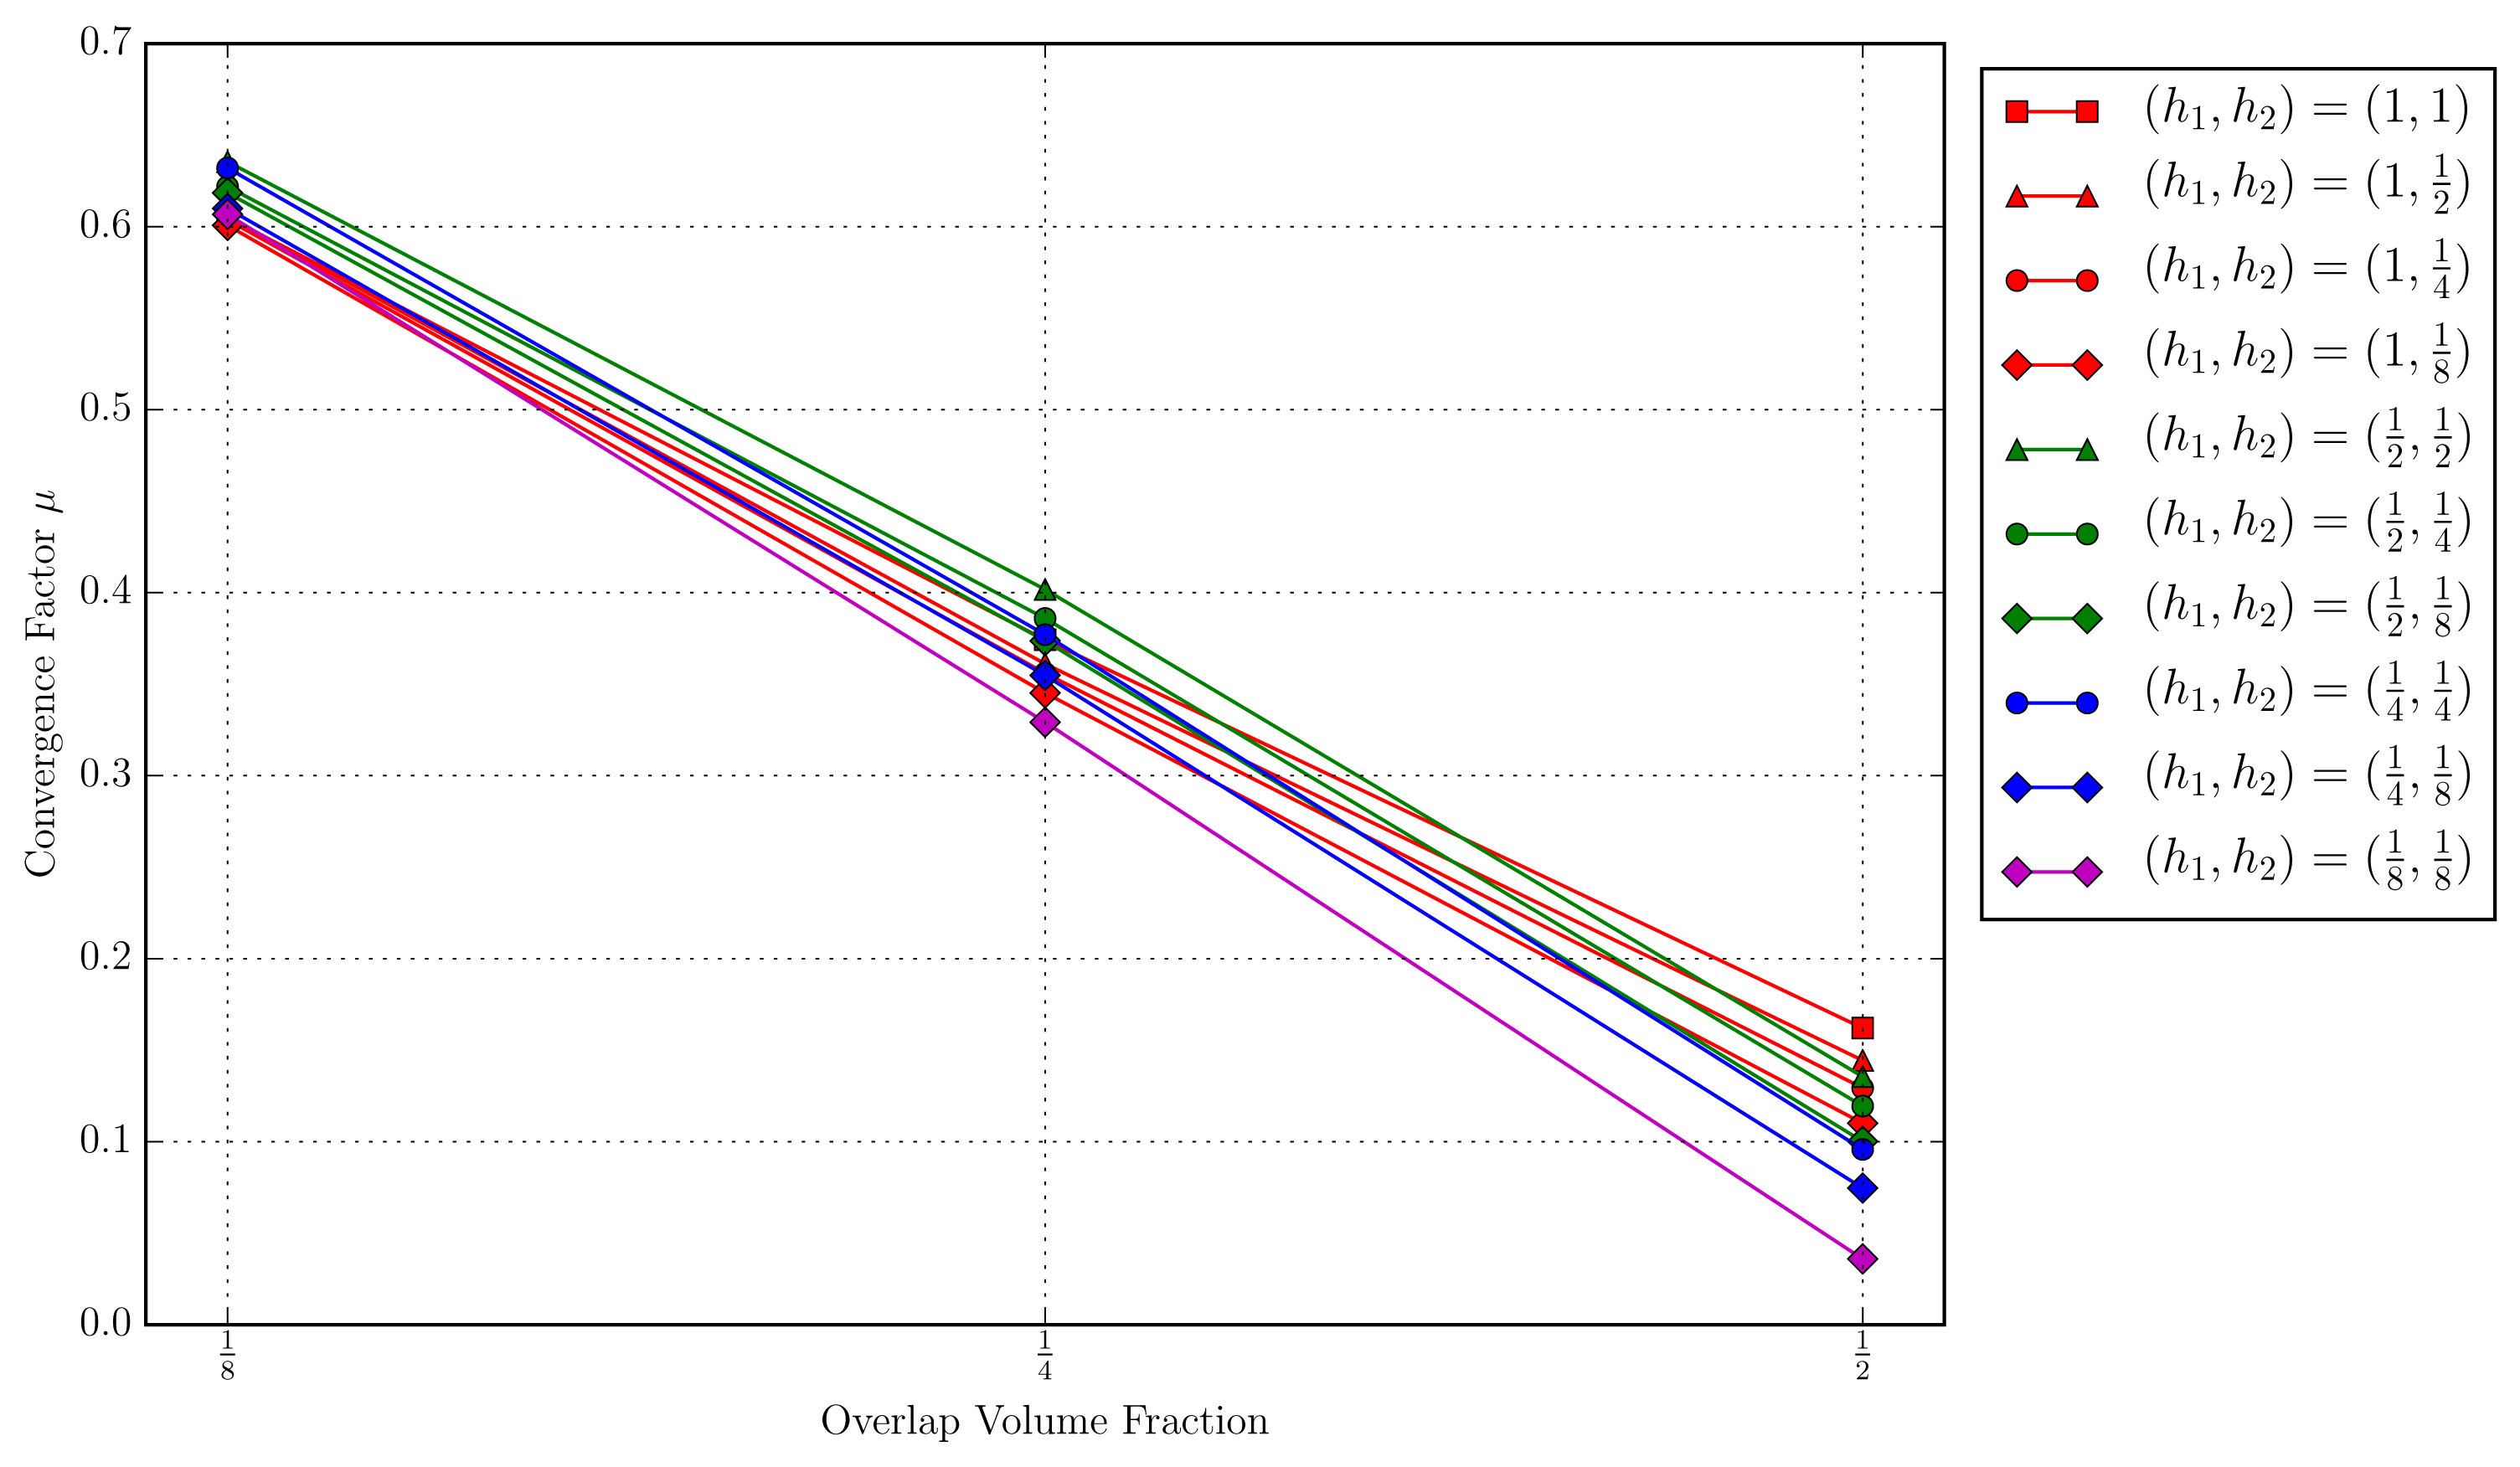 0.7
0.6
0.5
0.4
0.3
0.2
0.1
0.0
Convergence Factor μ
1/8
1/4
1/2
Overlap Volume Fraction
(h₁, h₂) = (1, 1)
(h₁, h₂) = (1, 1/2)
(h₁, h₂) = (1, 1/4)
(h₁, h₂) = (1, 1/8)
(h₁, h₂) = (1/2, 1/2)
(h₁, h₂) = (1/2, 1/4)
(h₁, h₂) = (1/2, 1/8)
(h₁, h₂) = (1/4, 1/4)
(h₁, h₂) = (1/4, 1/8)
(h₁, h₂) = (1/8, 1/8)